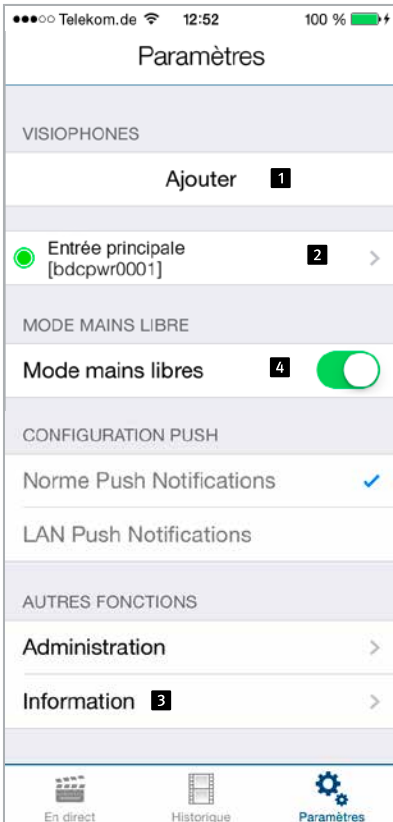 Telekom.de 12:52 100 %
Paramètres
VISIOPHONES
Ajouter 1
Entrée principale 2
[bdcpwr0001]
MODE MAINS LIBRE
Mode mains libres 4
CONFIGURATION PUSH
Norme Push Notifications
LAN Push Notifications
AUTRES FONCTIONS
Administration
Information 3
En direct Historique Paramètres